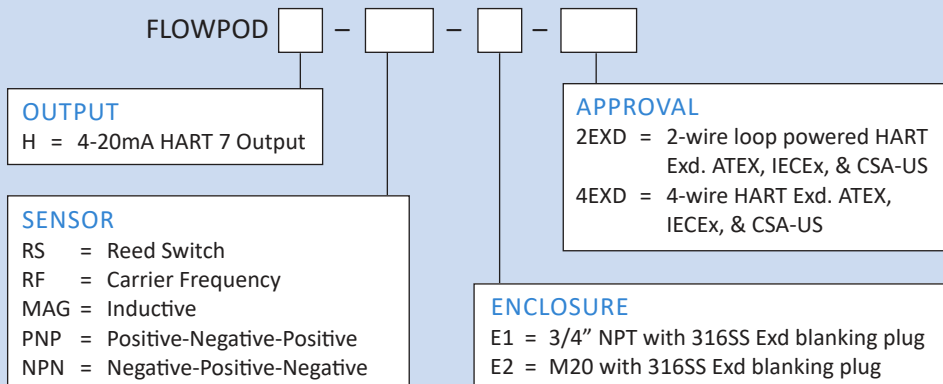 FLOWPOD – – –
OUTPUT
H = 4-20mA HART 7 Output
SENSOR
RS = Reed Switch
RF = Carrier Frequency
MAG = Inductive
PNP = Positive-Negative-Positive
NPN = Negative-Positive-Negative
APPROVAL
2EXD = 2-wire loop powered HART
Exd. ATEX, IECEx, & CSA-US
4EXD = 4-wire HART Exd. ATEX,
IECEx, & CSA-US
ENCLOSURE
E1 = 3/4” NPT with 316SS Exd blanking plug
E2 = M20 with 316SS Exd blanking plug